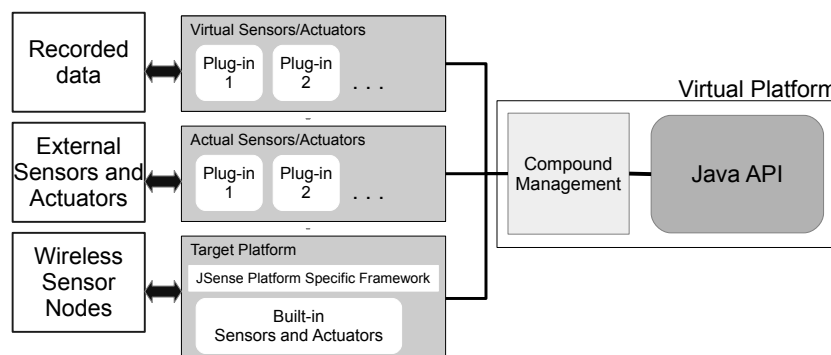 Recorded
data
Virtual Sensors/Actuators
Plug-in
1
Plug-in
2
. . .
External
Sensors and
Actuators
Actual Sensors/Actuators
Plug-in
1
Plug-in
2
. . .
Wireless
Sensor
Nodes
Target Platform
JSense Platform Specific Framework
Built-in
Sensors and Actuators
Virtual Platform
Compound
Management
Java API